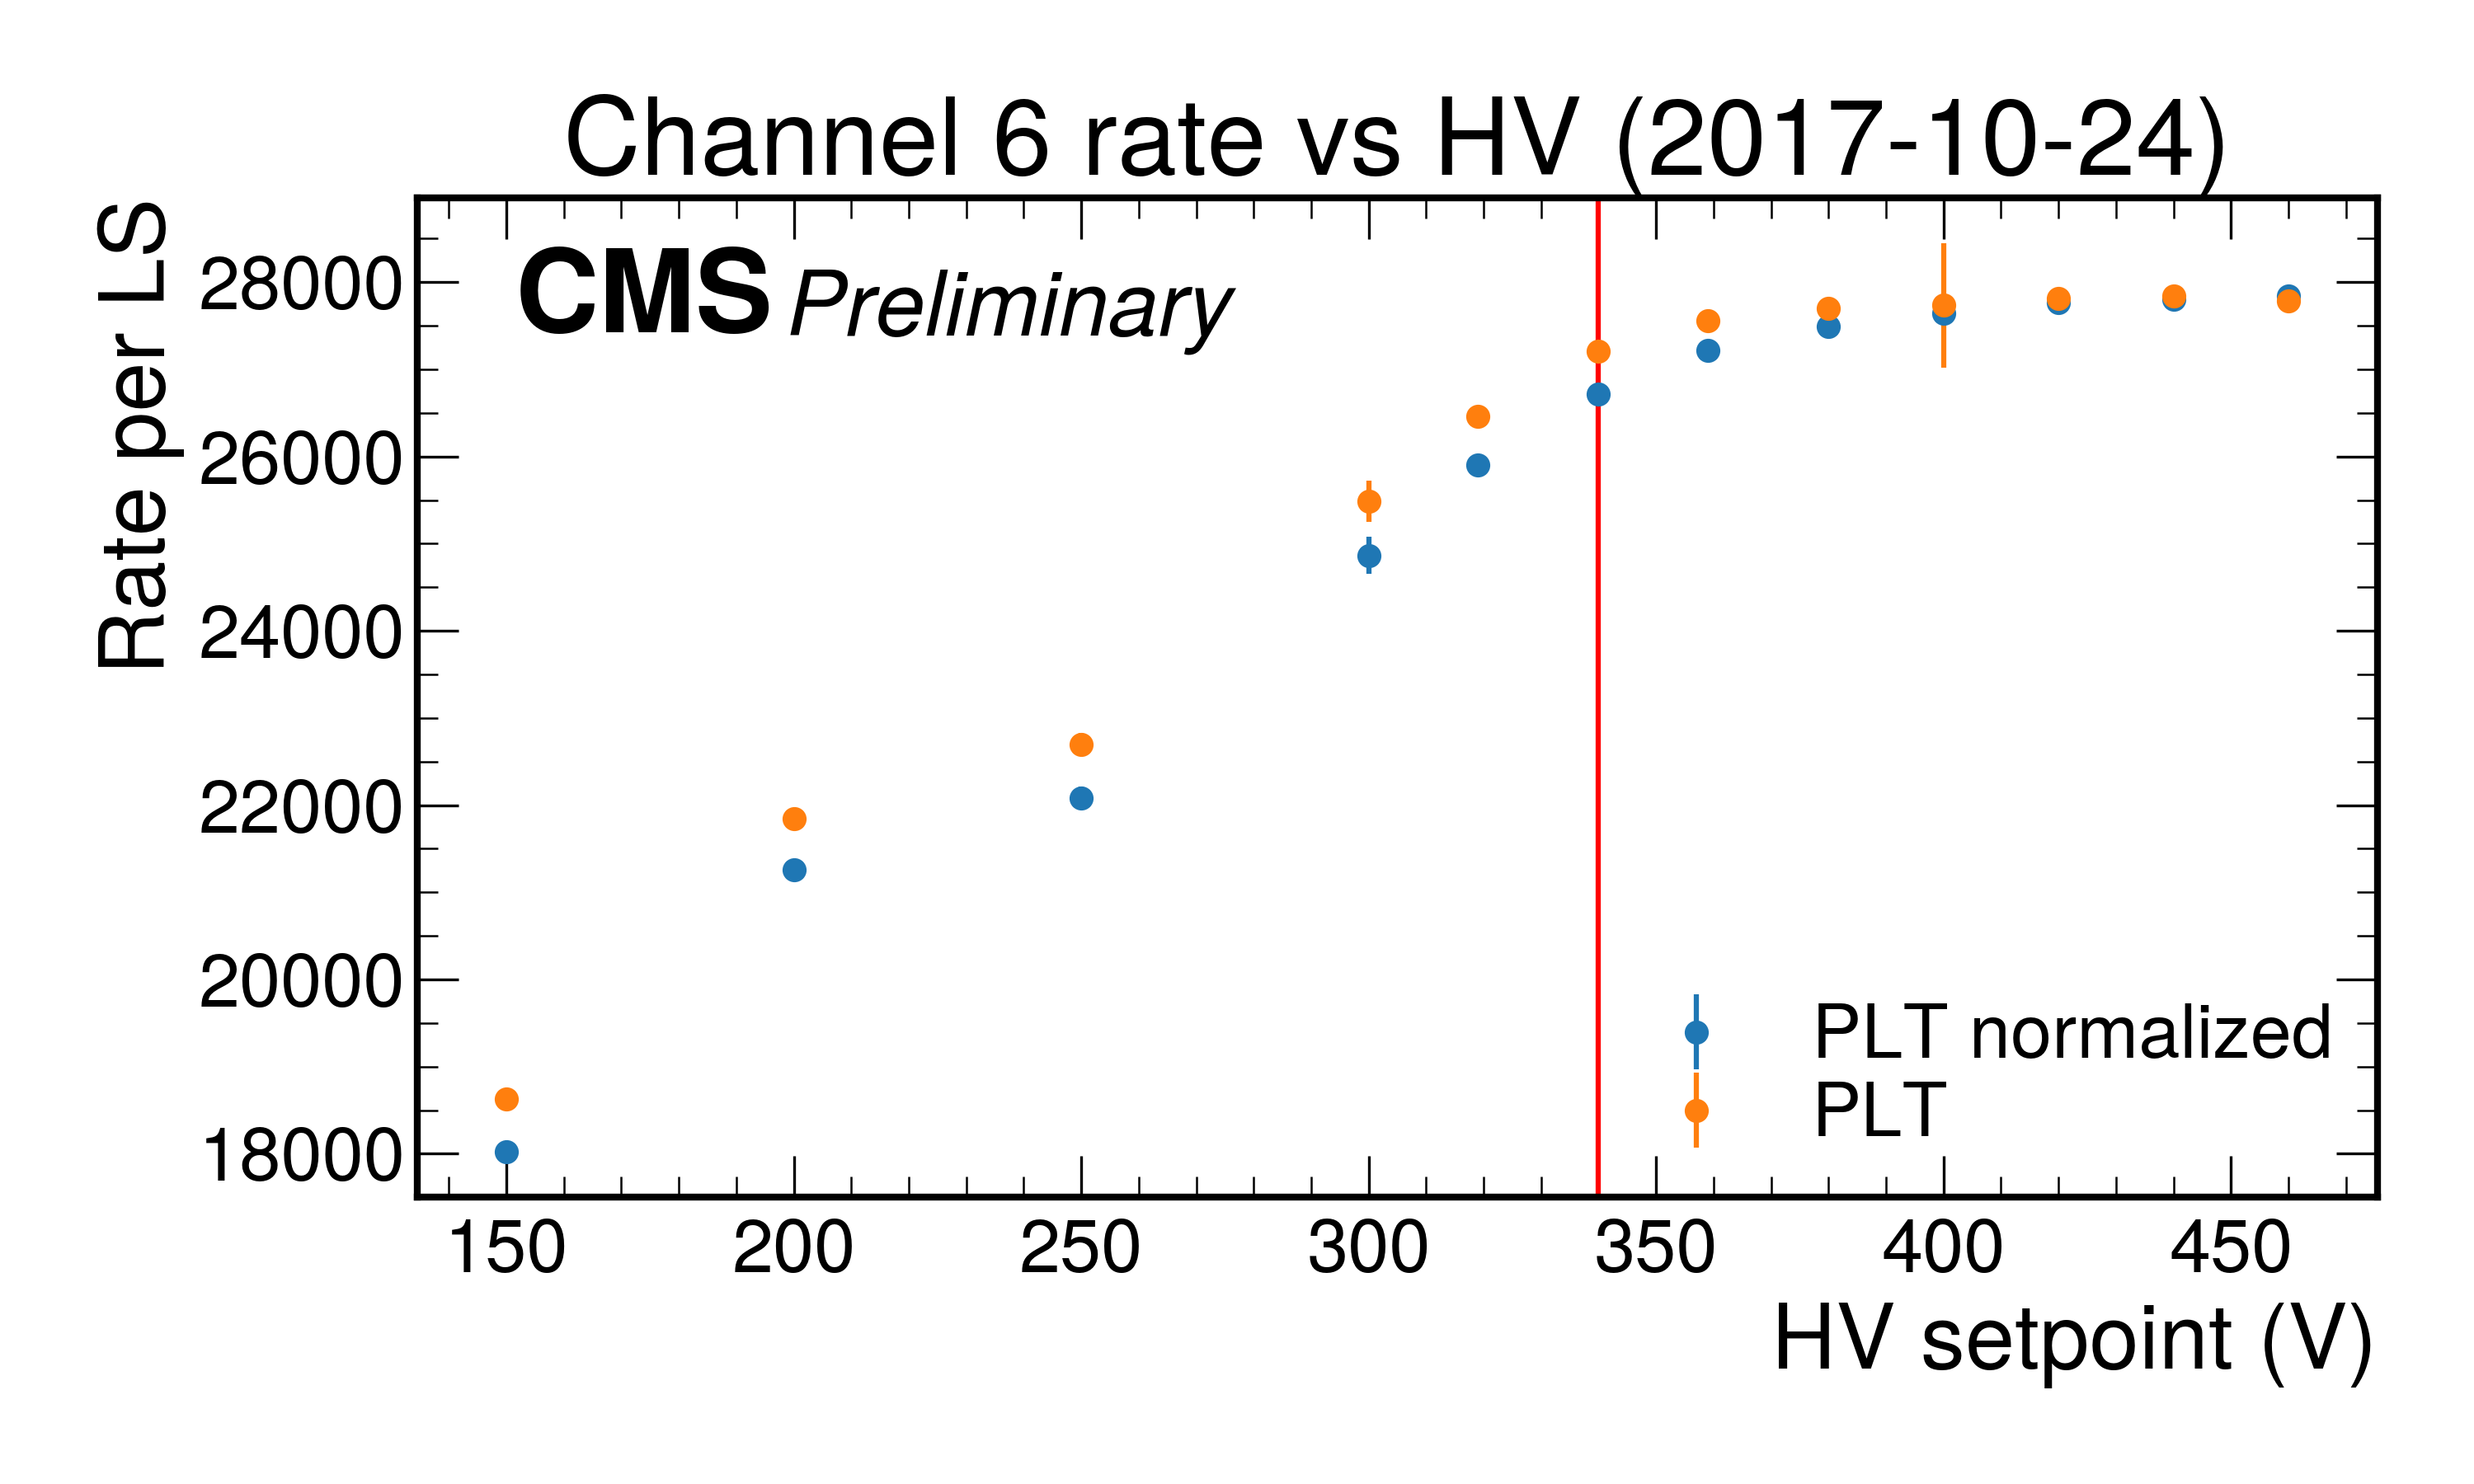 Channel 6 rate vs HV (2017-10-24)
CMS Preliminary
Rate per LS
28000
26000
24000
22000
20000
18000
PLT normalized
PLT
150 200 250 300 350 400 450
HV setpoint (V)